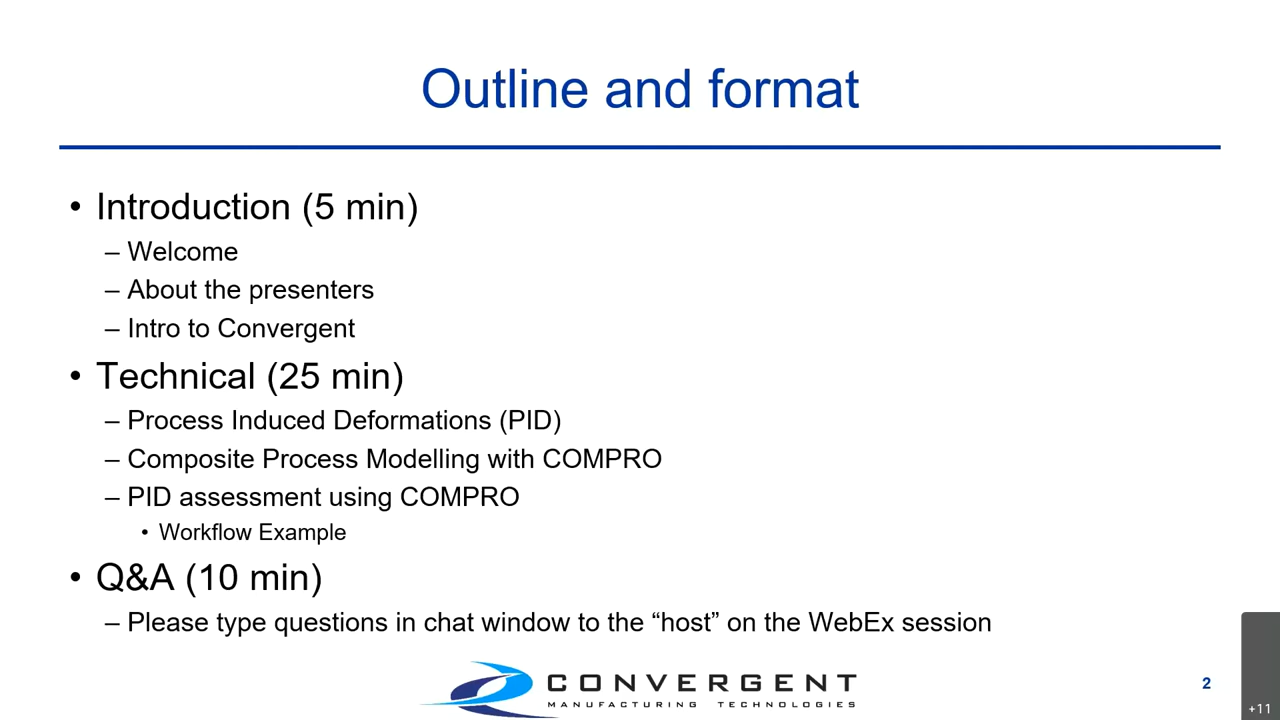 Outline and format
• Introduction (5 min)
– Welcome
– About the presenters
– Intro to Convergent
• Technical (25 min)
– Process Induced Deformations (PID)
– Composite Process Modelling with COMPRO
– PID assessment using COMPRO
• Workflow Example
• Q&A (10 min)
– Please type questions in chat window to the “host” on the WebEx session
CONVERGENT
MANUFACTURING TECHNOLOGIES
2
+11